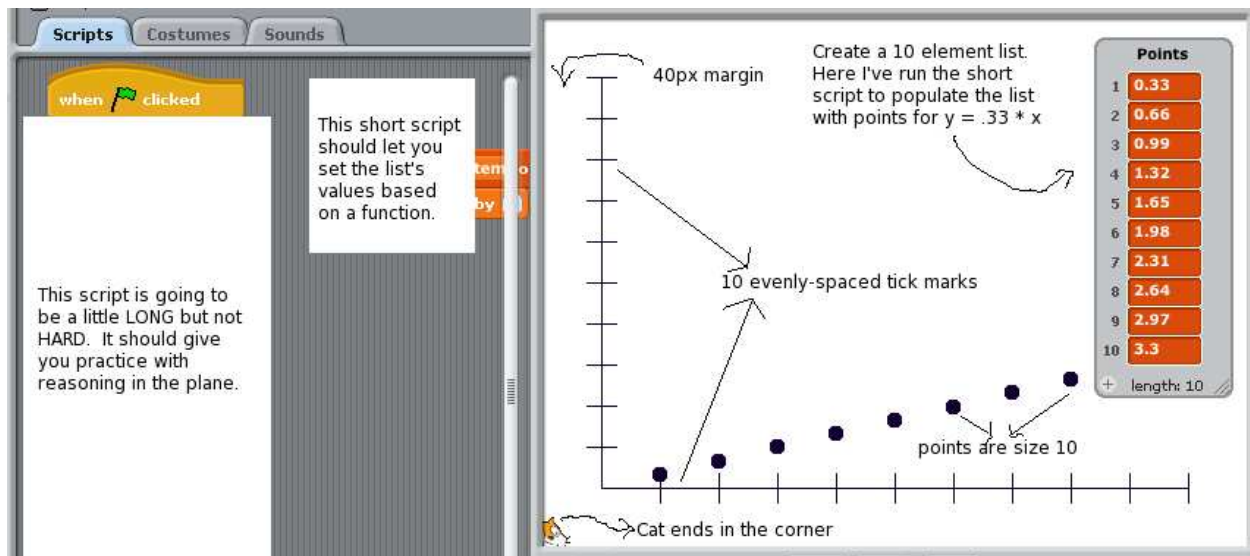 Scripts
Costumes
Sounds
when clicked
This short script
should let you
set the list's
values based
on a function.
by
This script is going to
be a little LONG but not
HARD. It should give
you practice with
reasoning in the plane.
40px margin
Create a 10 element list.
Here I've run the short
script to populate the list
with points for y = .33 * x
10 evenly-spaced tick marks
points are size 10
Cat ends in the corner
Points
1 0.33
2 0.66
3 0.99
4 1.32
5 1.65
6 1.98
7 2.31
8 2.64
9 2.97
10 3.3
+ length: 10